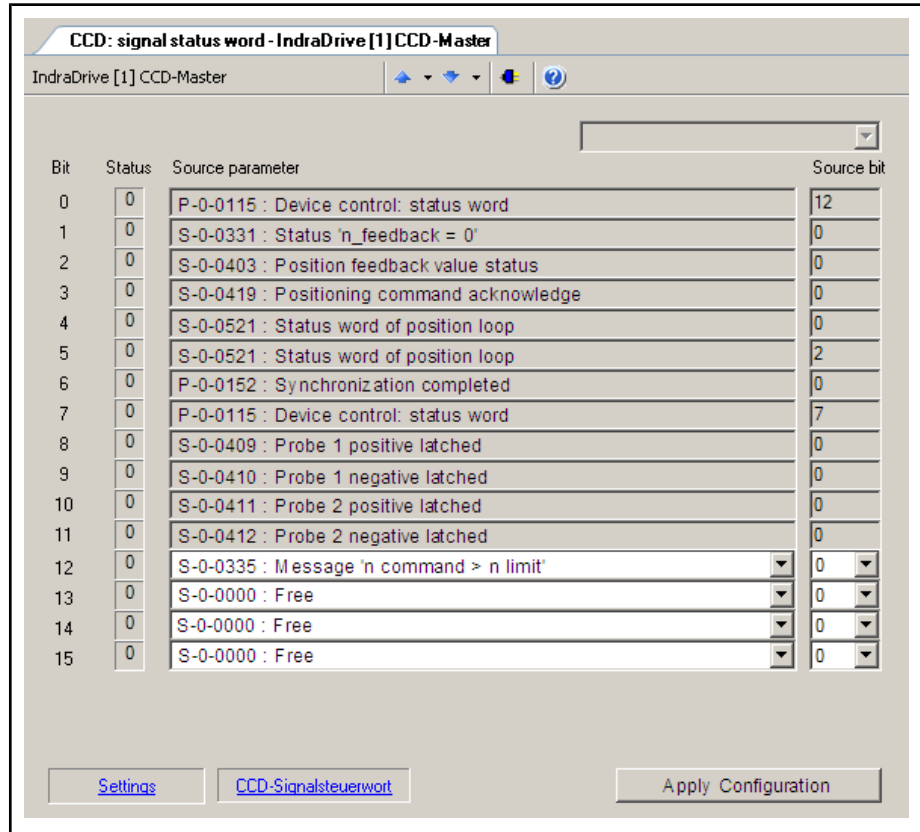 CCD: signal status word - IndraDrive [1] CCD-Master
IndraDrive [1] CCD-Master
Bit Status Source parameter Source bit
0 0 P-0-0115 : Device control: status word 12
1 0 S-0-0331 : Status 'n_feedback = 0' 0
2 0 S-0-0403 : Position feedback value status 0
3 0 S-0-0419 : Positioning command acknowledge 0
4 0 S-0-0521 : Status word of position loop 0
5 0 S-0-0521 : Status word of position loop 2
6 0 P-0-0152 : Synchronization completed 0
7 0 P-0-0115 : Device control: status word 7
8 0 S-0-0409 : Probe 1 positive latched 0
9 0 S-0-0410 : Probe 1 negative latched 0
10 0 S-0-0411 : Probe 2 positive latched 0
11 0 S-0-0412 : Probe 2 negative latched 0
12 0 S-0-0335 : Message 'n command > n limit' 0
13 0 S-0-0000 : Free 0
14 0 S-0-0000 : Free 0
15 0 S-0-0000 : Free 0
Settings CCD-Signalsteuerwort Apply Configuration